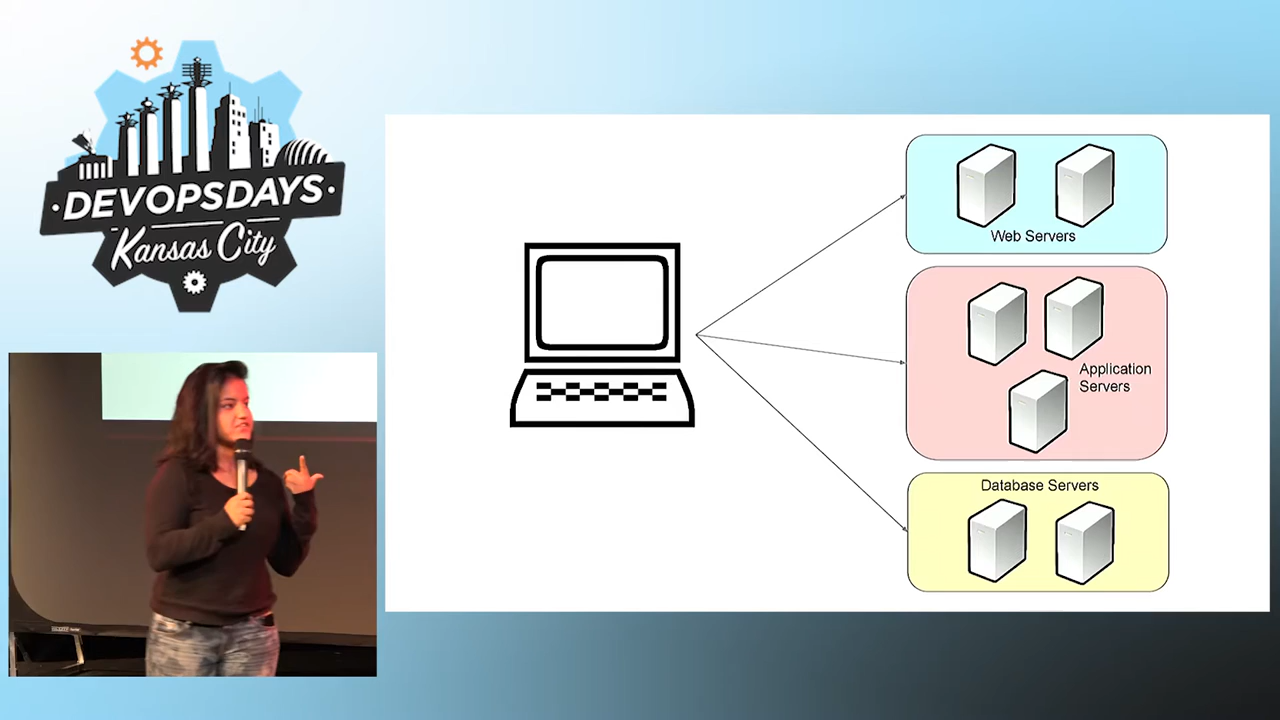 DEVOPSDAYS
Kansas City
Web Servers
Application
Servers
Database Servers